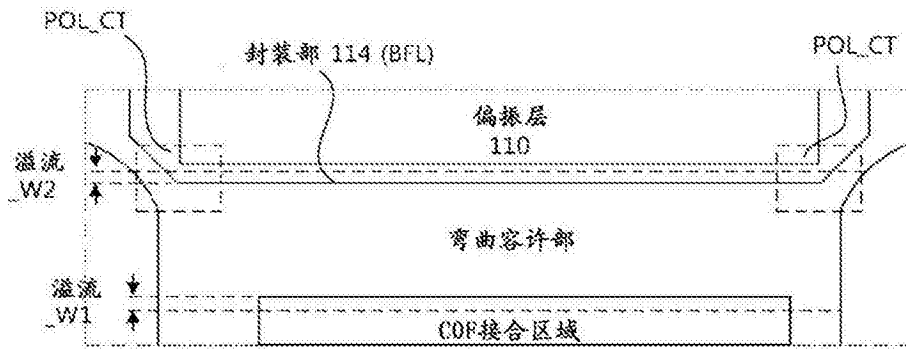 POL_CT
封装部 114 (BFL)
POL_CT
偏振层
110
溢流
_W2
弯曲容许部
溢流
_W1
COF接合区域